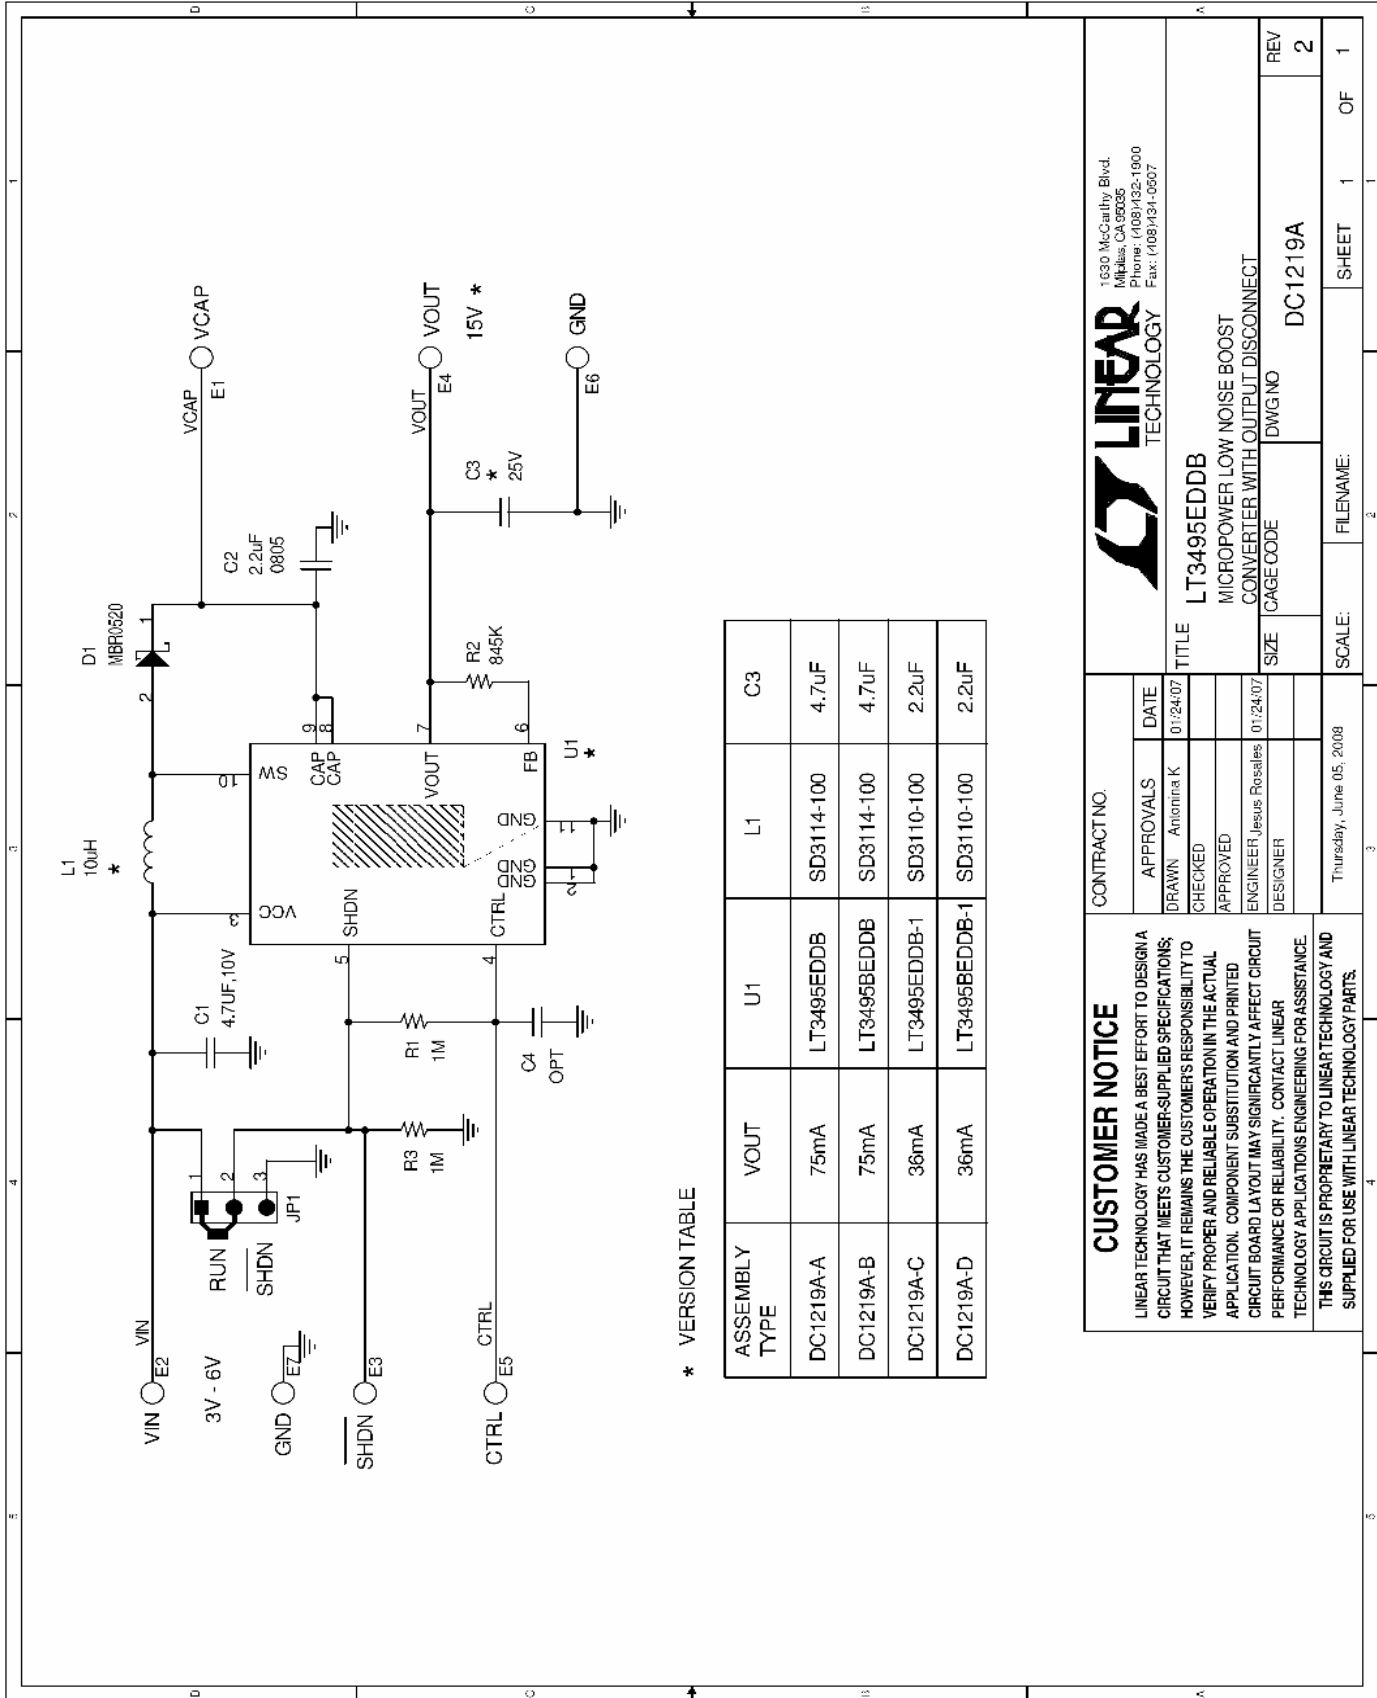 5
4
3
2
1
D
C
B
A
VIN
E2
VIN
3V - 6V
GND
E7
SHDN
E3
CTRL
E5
CTRL
RUN
SHDN
JP1
1
2
3
C1
4.7UF,10V
R3
1M
R1
1M
C4
OPT
L1
10uH
*
D1
MBR0520
2
1
3
VCC
10
SW
5
SHDN
4
CTRL
9
8
CAP
CAP
7
VOUT
6
FB
GND
GND
GND
1
2
11
U1
*
C2
2.2uF
0805
R2
845K
C3
*
25V
VCAP
E1
VCAP
VOUT
E4
VOUT
15V *
E6
GND
* VERSION TABLE
ASSEMBLY TYPE VOUT U1 L1 C3
DC1219A-A 75mA LT3495EDDB SD3114-100 4.7uF
DC1219A-B 75mA LT3495BEDDB SD3114-100 4.7uF
DC1219A-C 36mA LT3495EDDB-1 SD3110-100 2.2uF
DC1219A-D 36mA LT3495BEDDB-1 SD3110-100 2.2uF
CUSTOMER NOTICE
LINEAR TECHNOLOGY HAS MADE A BEST EFFORT TO DESIGN A
CIRCUIT THAT MEETS CUSTOMER-SUPPLIED SPECIFICATIONS;
HOWEVER, IT REMAINS THE CUSTOMER'S RESPONSIBILITY TO
VERIFY PROPER AND RELIABLE OPERATION IN THE ACTUAL
APPLICATION. COMPONENT SUBSTITUTION AND PRINTED
CIRCUIT BOARD LAYOUT MAY SIGNIFICANTLY AFFECT CIRCUIT
PERFORMANCE OR RELIABILITY. CONTACT LINEAR
TECHNOLOGY APPLICATIONS ENGINEERING FOR ASSISTANCE.
THIS CIRCUIT IS PROPRIETARY TO LINEAR TECHNOLOGY AND
SUPPLIED FOR USE WITH LINEAR TECHNOLOGY PARTS.
CONTRACT NO.
APPROVALS DATE
DRAWN Antonina K 01/24/07
CHECKED
APPROVED
ENGINEER Jesus Rosales 01/24/07
DESIGNER
Thursday, June 05, 2008
LINEAR
TECHNOLOGY
1630 McCarthy Blvd.
Milpitas, CA 95035
Phone: (408)432-1900
Fax: (408)434-0507
TITLE
LT3495EDDB
MICROPOWER LOW NOISE BOOST
CONVERTER WITH OUTPUT DISCONNECT
SIZE CAGE CODE DWG NO REV
DC1219A 2
SCALE: FILENAME: SHEET 1 OF 1
5
4
3
2
1
D
C
B
A